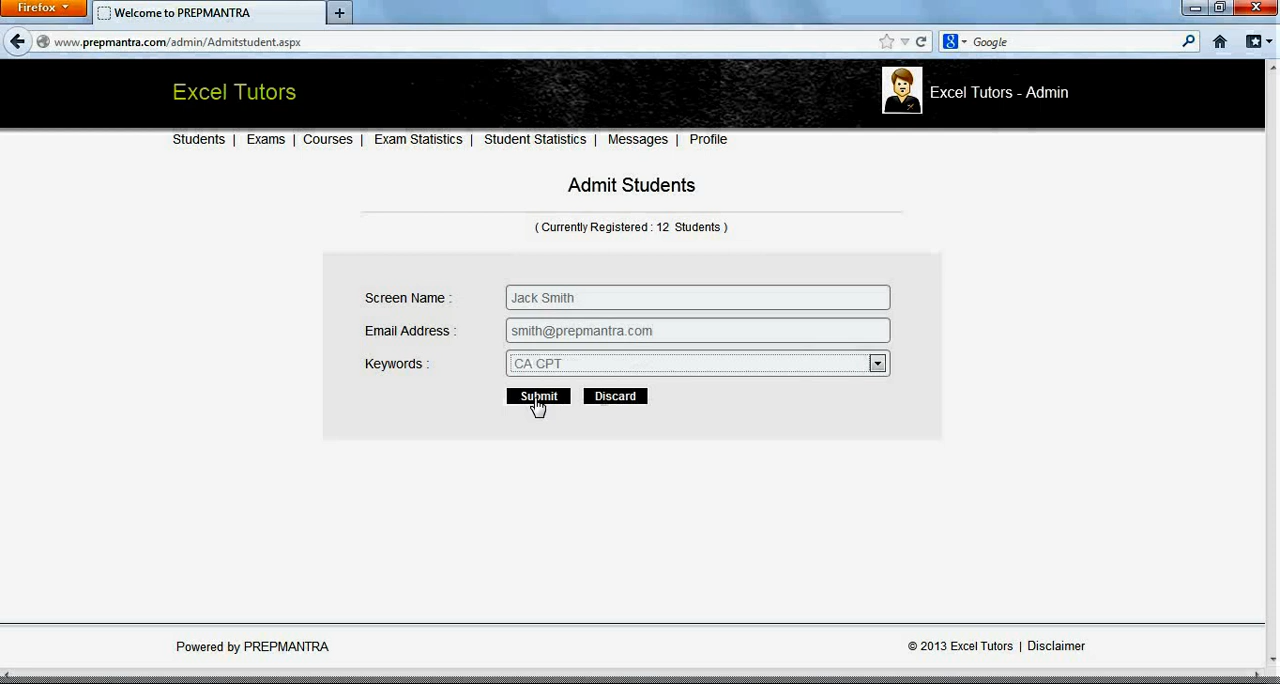 Firefox
Welcome to PREPMANTRA
www.prepmantra.com/admin/Admitstudent.aspx
Google
Excel Tutors
Excel Tutors - Admin
Students | Exams | Courses | Exam Statistics | Student Statistics | Messages | Profile
Admit Students
( Currently Registered : 12 Students )
Screen Name :
Jack Smith
Email Address :
smith@prepmantra.com
Keywords :
CA CPT
Submit
Discard
Powered by PREPMANTRA
© 2013 Excel Tutors | Disclaimer